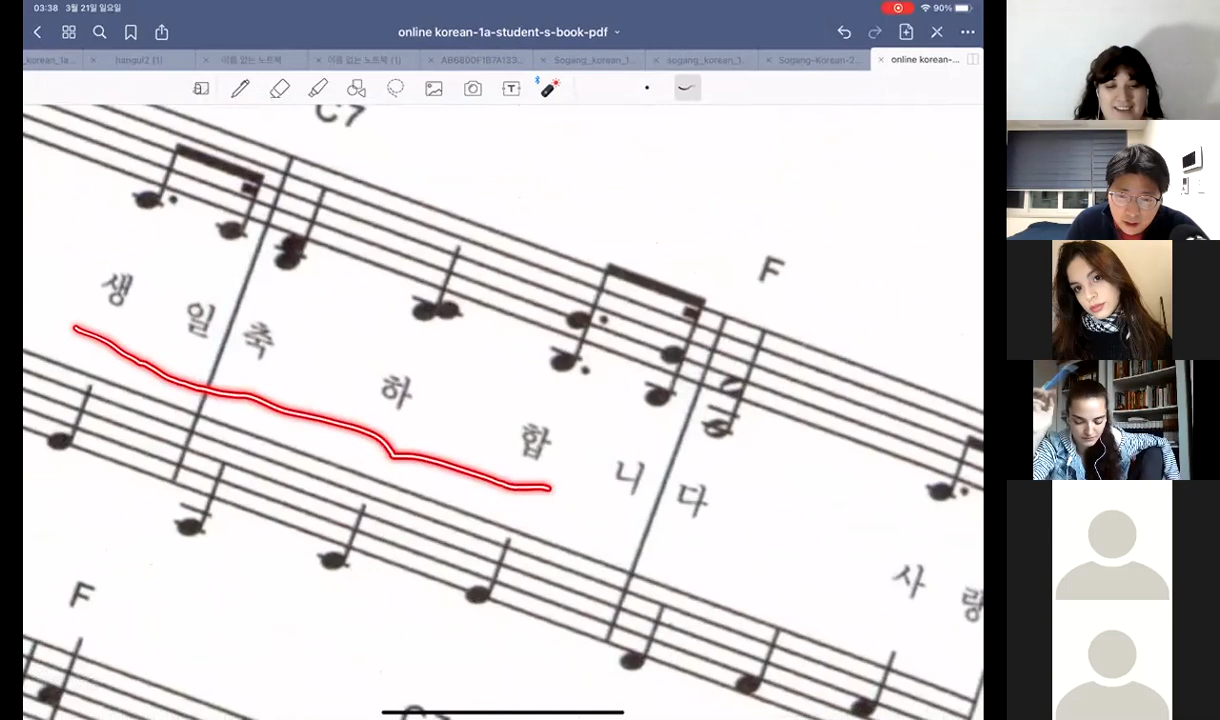 03:38 3월 21일 일요일
90%
online korean-1a-student-s-book-pdf
_korean_1a...
hangul2 (1)
이름 없는 노트북
이름 없는 노트북 (1)
AB6800F1B7A133...
Sogang_korean_1...
sogang_korean_1...
Sogang-Korean-2...
online korean-...
T
C7
F
생 일 축 하 합 니 다
사 랑
F